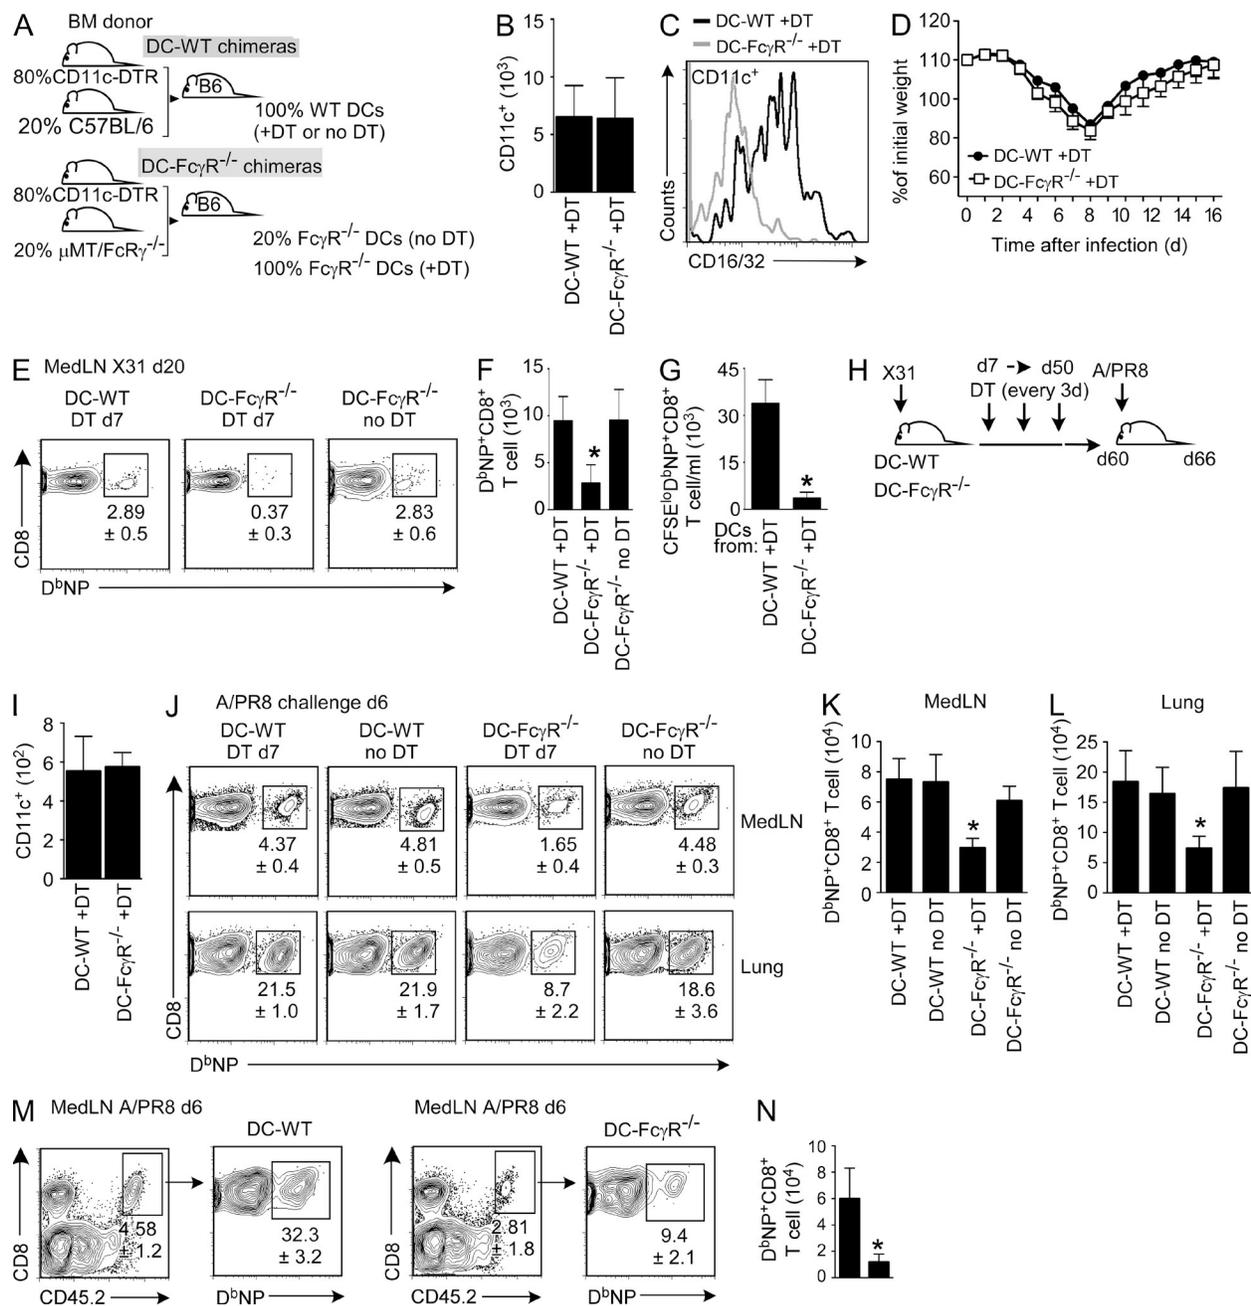 A
BM donor
DC-WT chimeras
80%CD11c-DTR
B6
20% C57BL/6
100% WT DCs
(+DT or no DT)
DC-FcγR-/- chimeras
80%CD11c-DTR
B6
20% μMT/FcRγ-/-
20% FcγR-/- DCs (no DT)
100% FcγR-/- DCs (+DT)
B
CD11c+ (10³)
15
10
5
0
DC-WT +DT
DC-FcγR-/- +DT
C
DC-WT +DT
DC-FcγR-/- +DT
CD11c+
Counts
CD16/32
D
%of initial weight
120
110
100
80
60
DC-WT +DT
DC-FcγR-/- +DT
0 2 4 6 8 10 12 14 16
Time after infection (d)
E
MedLN X31 d20
DC-WT
DT d7
DC-FcγR-/-
DT d7
DC-FcγR-/-
no DT
2.89
± 0.5
0.37
± 0.3
2.83
± 0.6
CD8
DbNP
F
DbNP+CD8+
T cell (10³)
15
10
5
0
*
DC-WT +DT
DC-FcγR-/- +DT
DC-FcγR-/- no DT
G
CFSEloDbNP+CD8+
T cell/ml (10³)
45
30
15
0
*
DCs
from:
DC-WT +DT
DC-FcγR-/- +DT
H
X31
d7
d50
DT (every 3d)
A/PR8
DC-WT
DC-FcγR-/-
d60
d66
I
CD11c+ (10²)
8
6
4
2
0
DC-WT +DT
DC-FcγR-/- +DT
J
A/PR8 challenge d6
DC-WT
DT d7
DC-WT
no DT
DC-FcγR-/-
DT d7
DC-FcγR-/-
no DT
4.37
± 0.4
4.81
± 0.5
1.65
± 0.4
4.48
± 0.3
MedLN
21.5
± 1.0
21.9
± 1.7
8.7
± 2.2
18.6
± 3.6
Lung
CD8
DbNP
K
MedLN
DbNP+CD8+ T cell (10⁴)
10
8
6
4
2
0
*
DC-WT +DT
DC-WT no DT
DC-FcγR-/- +DT
DC-FcγR-/- no DT
L
Lung
DbNP+CD8+ T cell (10⁴)
25
20
15
10
5
0
*
DC-WT +DT
DC-WT no DT
DC-FcγR-/- +DT
DC-FcγR-/- no DT
M
MedLN A/PR8 d6
DC-WT
4.58
± 1.2
32.3
± 3.2
CD8
CD45.2
DbNP
MedLN A/PR8 d6
DC-FcγR-/-
2.81
± 1.8
9.4
± 2.1
CD8
CD45.2
DbNP
N
DbNP+CD8+
T cell (10⁴)
10
8
6
4
2
0
*